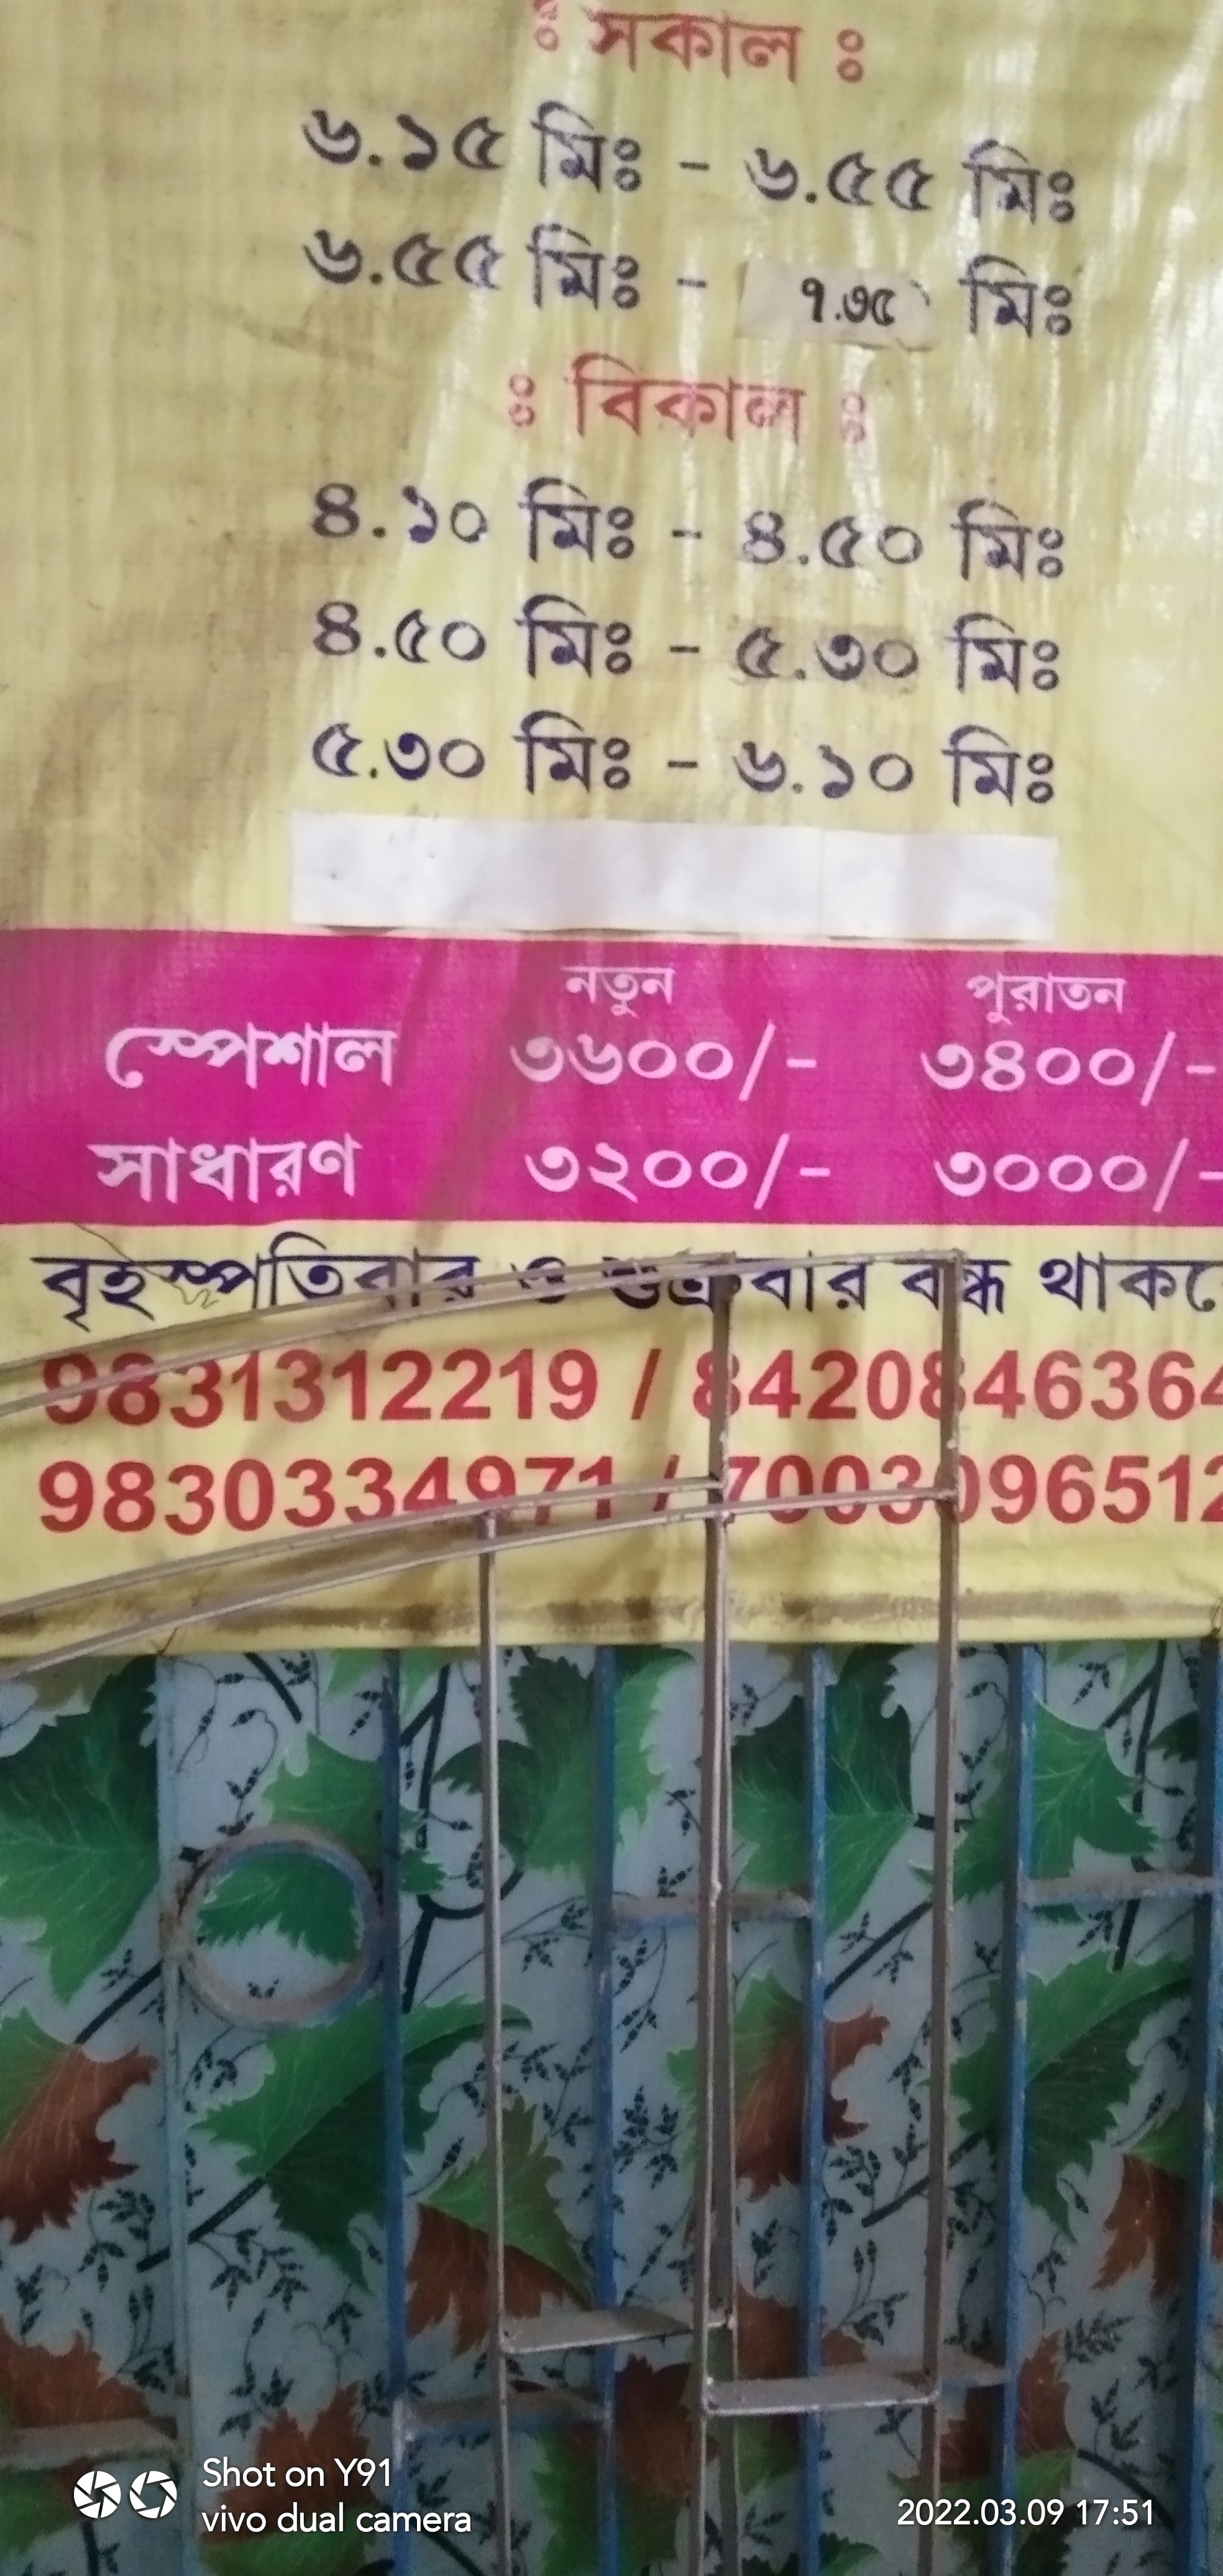 ঃ সকাল ঃ
৬.১৫ মিঃ - ৬.৫৫ মিঃ
৬.৫৫ মিঃ - ৭.৩৫ মিঃ
ঃ বিকাল ঃ
৪.১০ মিঃ - ৪.৫০ মিঃ
৪.৫০ মিঃ - ৫.৩০ মিঃ
৫.৩০ মিঃ - ৬.১০ মিঃ
নতুন পুরাতন
স্পেশাল ৩৬০০/- ৩৪০০/-
সাধারণ ৩২০০/- ৩০০০/-
বৃহস্পতিবার ও শুক্রবার বন্ধ থাকবে
9831312219 / 8420846364
9830334971 / 7003096512
Shot on Y91
vivo dual camera
2022.03.09 17:51